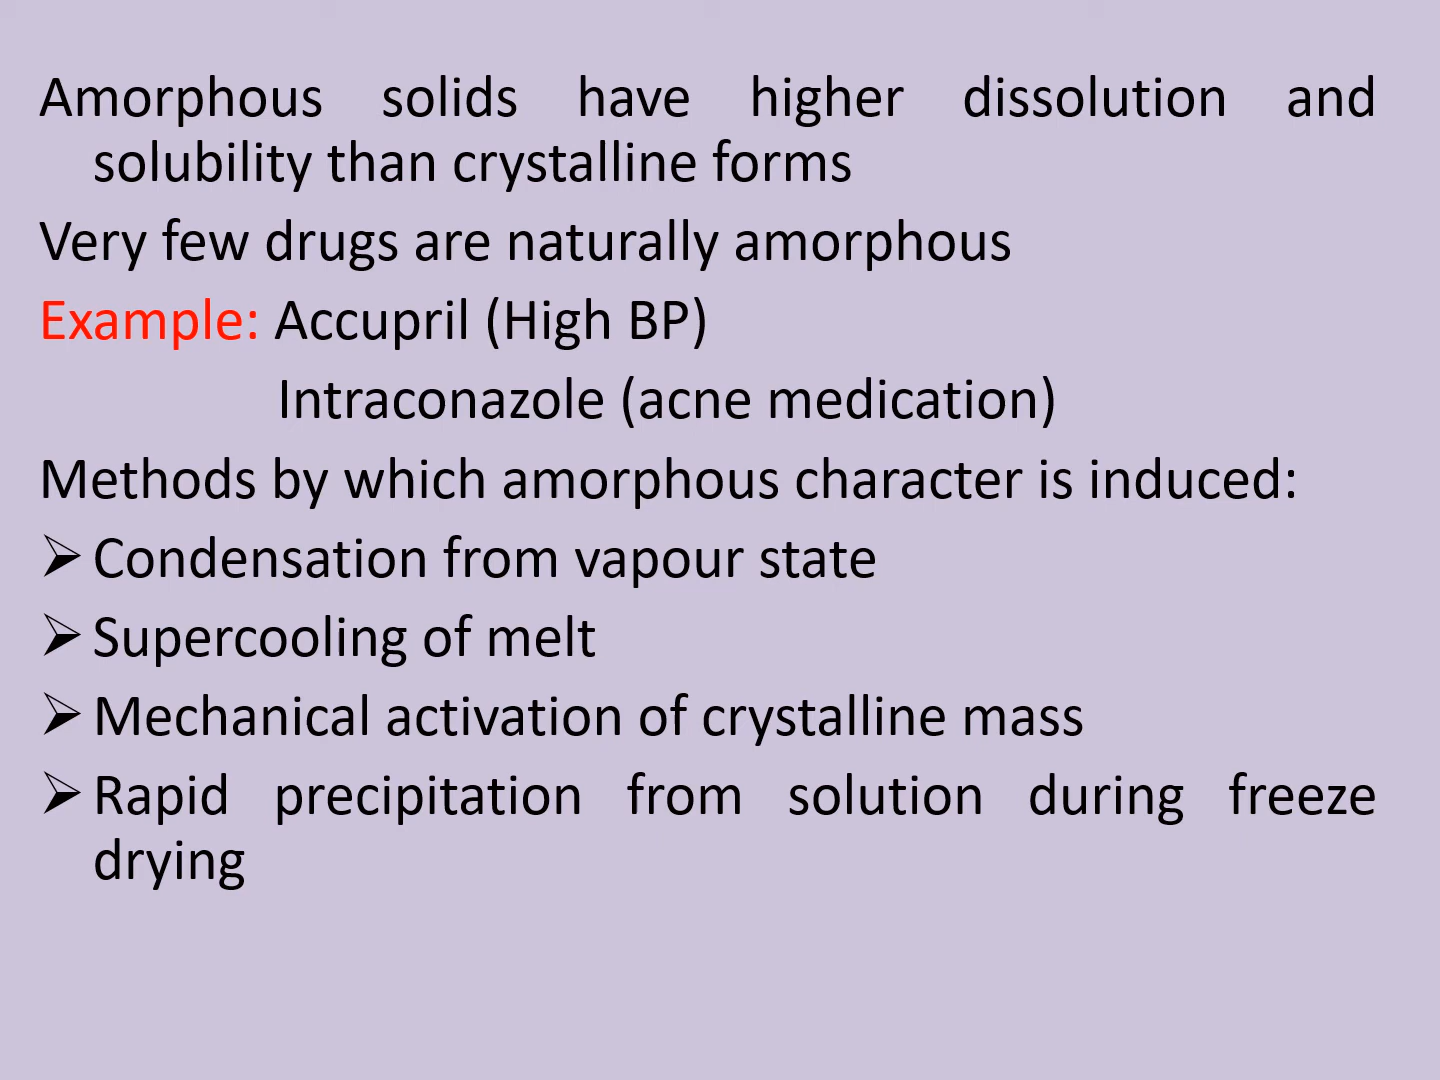 Amorphous solids have higher dissolution and
solubility than crystalline forms
Very few drugs are naturally amorphous
Example: Accupril (High BP)
Intraconazole (acne medication)
Methods by which amorphous character is induced:
➢ Condensation from vapour state
➢ Supercooling of melt
➢ Mechanical activation of crystalline mass
➢ Rapid precipitation from solution during freeze
drying